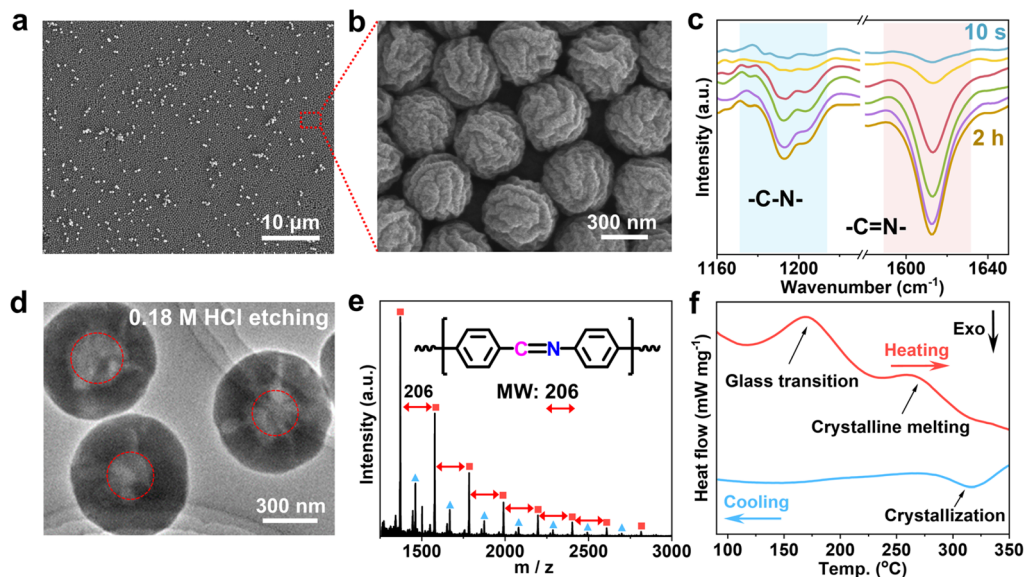 a
10 μm
b
300 nm
c
Intensity (a.u.)
10 s
2 h
-C-N-
-C=N-
1160
1200
1600
1640
Wavenumber (cm⁻¹)
d
0.18 M HCl etching
300 nm
e
Intensity (a.u.)
C
N
206
MW: 206
1500
2000
2500
3000
m / z
f
Heat flow (mW mg⁻¹)
Exo
Heating
Glass transition
Crystalline melting
Cooling
Crystallization
100
150
200
250
300
350
Temp. (°C)